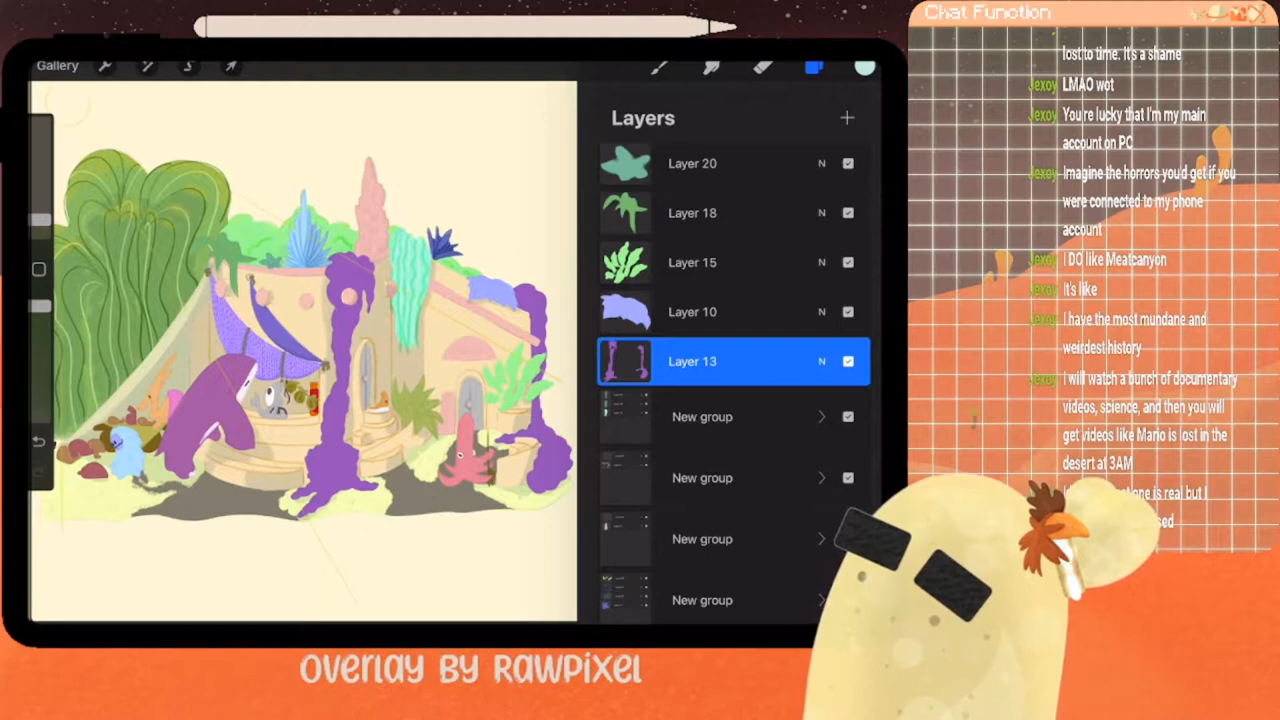 Gallery
Layers
Layer 20 N
Layer 18 N
Layer 15 N
Layer 10 N
Layer 13 N
New group
New group
New group
New group
OVERLAY BY RAWPIXEL
Chat Function
lost to time. it's a shame
Jexoy LMAO wot
Jexoy You're lucky that I'm my main
account on PC
Jexoy Imagine the horrors you'd get if you
were connected to my phone
account
Jexoy I DO like Meatcanyon
Jexoy It's like
Jexoy I have the most mundane and
weirdest history
Jexoy I will watch a bunch of documentary
videos, science, and then you will
get videos like Mario is lost in the
desert at 3AM
one is real but I